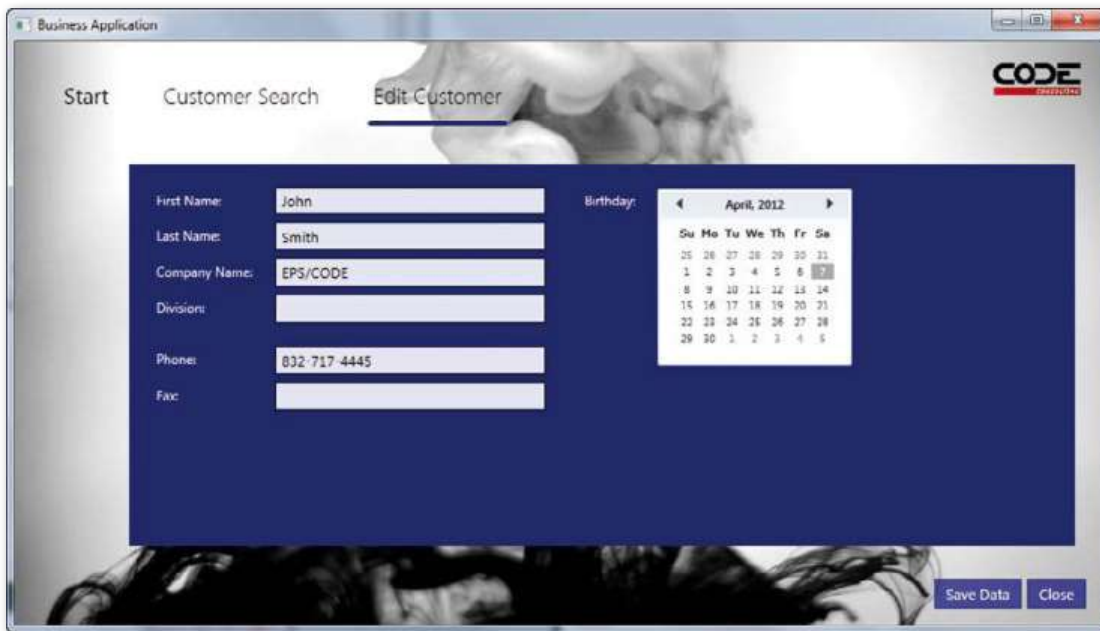 Business Application
CODE
CONSULTING
Start Customer Search Edit Customer
First Name: John
Last Name: Smith
Company Name: EPS/CODE
Division:
Phone: 832-717-4445
Fax:
Birthday:
April, 2012
Su Mo Tu We Th Fr Sa
25 26 27 28 29 30 31
1 2 3 4 5 6 7
8 9 10 11 12 13 14
15 16 17 18 19 20 21
22 23 24 25 26 27 28
29 30 1 2 3 4 5
Save Data Close